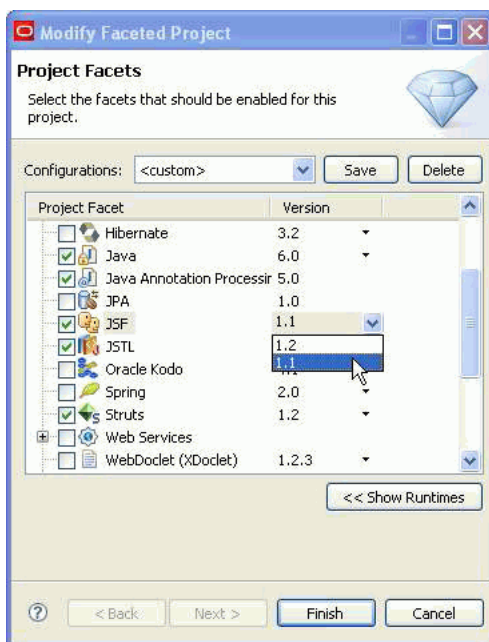 Modify Faceted Project
Project Facets
Select the facets that should be enabled for this
project.
Configurations: <custom> Save Delete
Project Facet Version
Hibernate 3.2
Java 6.0
Java Annotation Processir 5.0
JPA 1.0
JSF 1.1
JSTL 1.2
1.1
Oracle Kodo
Spring 2.0
Struts 1.2
Web Services
WebDoclet (XDoclet) 1.2.3
<< Show Runtimes
? < Back Next > Finish Cancel